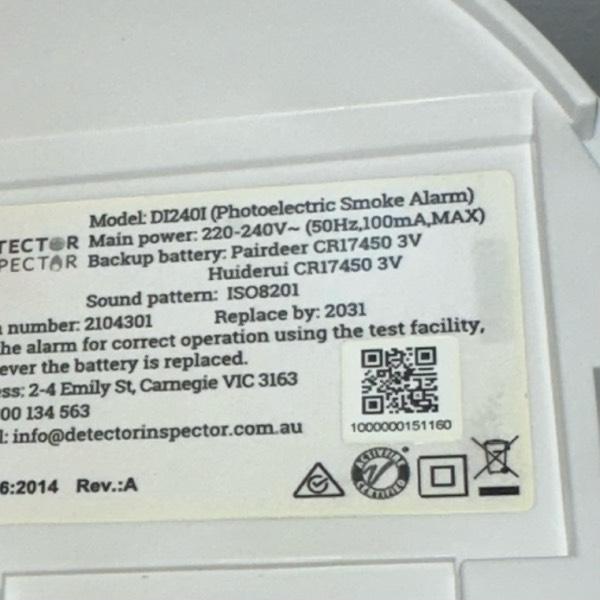 Model: DI240I (Photoelectric Smoke Alarm)
TECTOR Main power: 220-240V~ (50Hz,100mA,MAX)
PECTOR Backup battery: Pairdeer CR17450 3V
Huiderui CR17450 3V
Sound pattern: ISO8201
number: 2104301 Replace by: 2031
he alarm for correct operation using the test facility,
ever the battery is replaced.
ss: 2-4 Emily St, Carnegie VIC 3163
00 134 563
l: info@detectorinspector.com.au
1000000151160
6:2014 Rev.:A